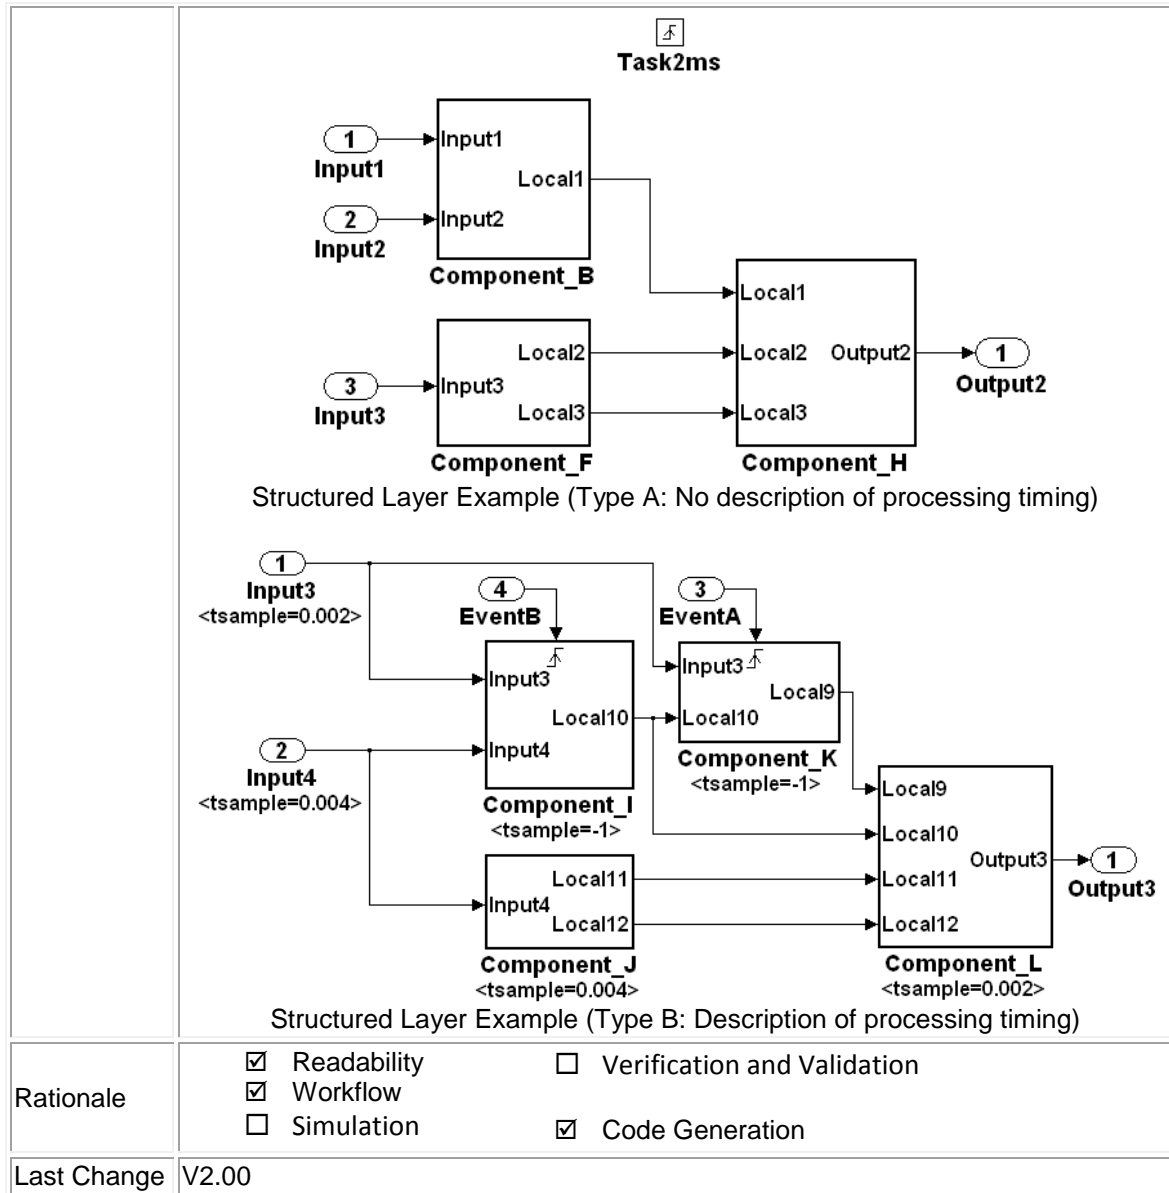 Task2ms
1
Input1
2
Input2
Input1
Input2
Local1
Component_B
3
Input3
Input3
Local2
Local3
Component_F
Local1
Local2
Local3
Output2
Component_H
1
Output2
Structured Layer Example (Type A: No description of processing timing)
1
Input3
<tsample=0.002>
4
EventB
3
EventA
2
Input4
<tsample=0.004>
Input3
Input4
Local10
Component_I
<tsample=-1>
Input3
Local10
Local9
Component_K
<tsample=-1>
Input4
Local11
Local12
Component_J
<tsample=0.004>
Local9
Local10
Local11
Local12
Output3
Component_L
<tsample=0.002>
1
Output3
Structured Layer Example (Type B: Description of processing timing)
Rationale
☑ Readability ☐ Verification and Validation
☑ Workflow
☐ Simulation ☑ Code Generation
Last Change V2.00